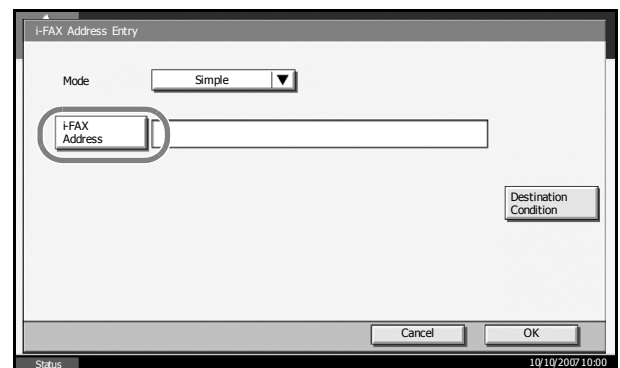 i-FAX Address Entry
Mode
Simple
i-FAX
Address
Destination
Condition
Cancel
OK
Status
10/10/2007 10:00